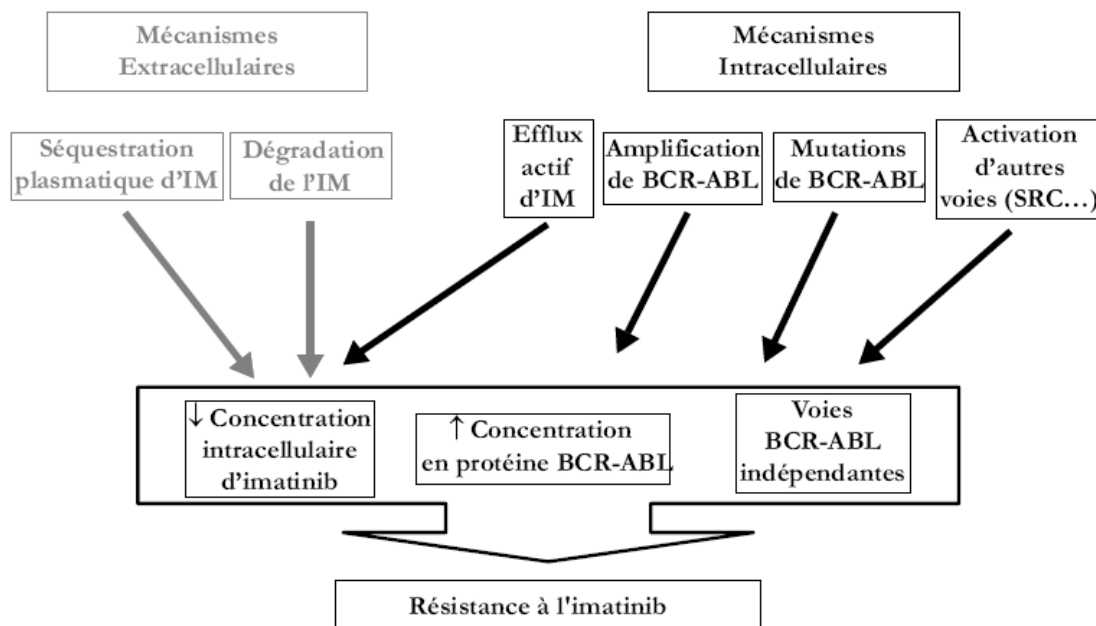 Mécanismes
Extracellulaires
Mécanismes
Intracellulaires
Séquestration
plasmatique d'IM
Dégradation
de l'IM
Efflux
actif
d'IM
Amplification
de BCR-ABL
Mutations
de BCR-ABL
Activation
d'autres
voies (SRC…)
↓ Concentration
intracellulaire
d'imatinib
↑ Concentration
en protéine BCR-ABL
Voies
BCR-ABL
indépendantes
Résistance à l'imatinib